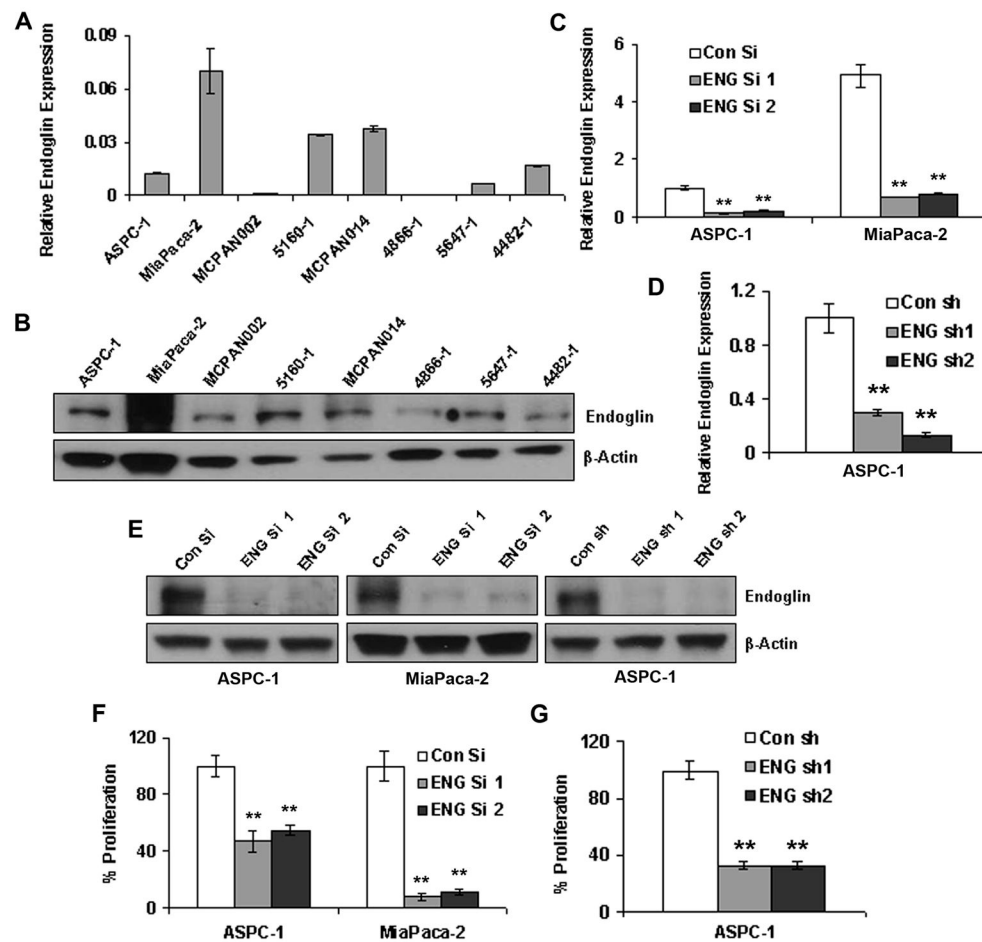 A
Relative Endoglin Expression
0.09
0.06
0.03
0
ASPC-1
MiaPaca-2
MCPAN002
5160-1
MCPAN014
4866-1
5647-1
4482-1
B
ASPC-1
MiaPaca-2
MCPAN002
5160-1
MCPAN014
4866-1
5647-1
4482-1
Endoglin
β-Actin
C
Relative Endoglin Expression
6
4
2
0
Con Si
ENG Si 1
ENG Si 2
** **
** **
ASPC-1 MiaPaca-2
D
Relative Endoglin Expression
1.2
0.8
0.4
0
Con sh
ENG sh1
ENG sh2
** **
ASPC-1
E
Con Si
ENG Si 1
ENG Si 2
Con Si
ENG Si 1
ENG Si 2
Con sh
ENG sh 1
ENG sh 2
Endoglin
β-Actin
ASPC-1 MiaPaca-2 ASPC-1
F
% Proliferation
120
80
40
0
Con Si
ENG Si 1
ENG Si 2
** **
** **
ASPC-1 MiaPaca-2
G
% Proliferation
120
80
40
0
Con sh
ENG sh1
ENG sh2
** **
ASPC-1